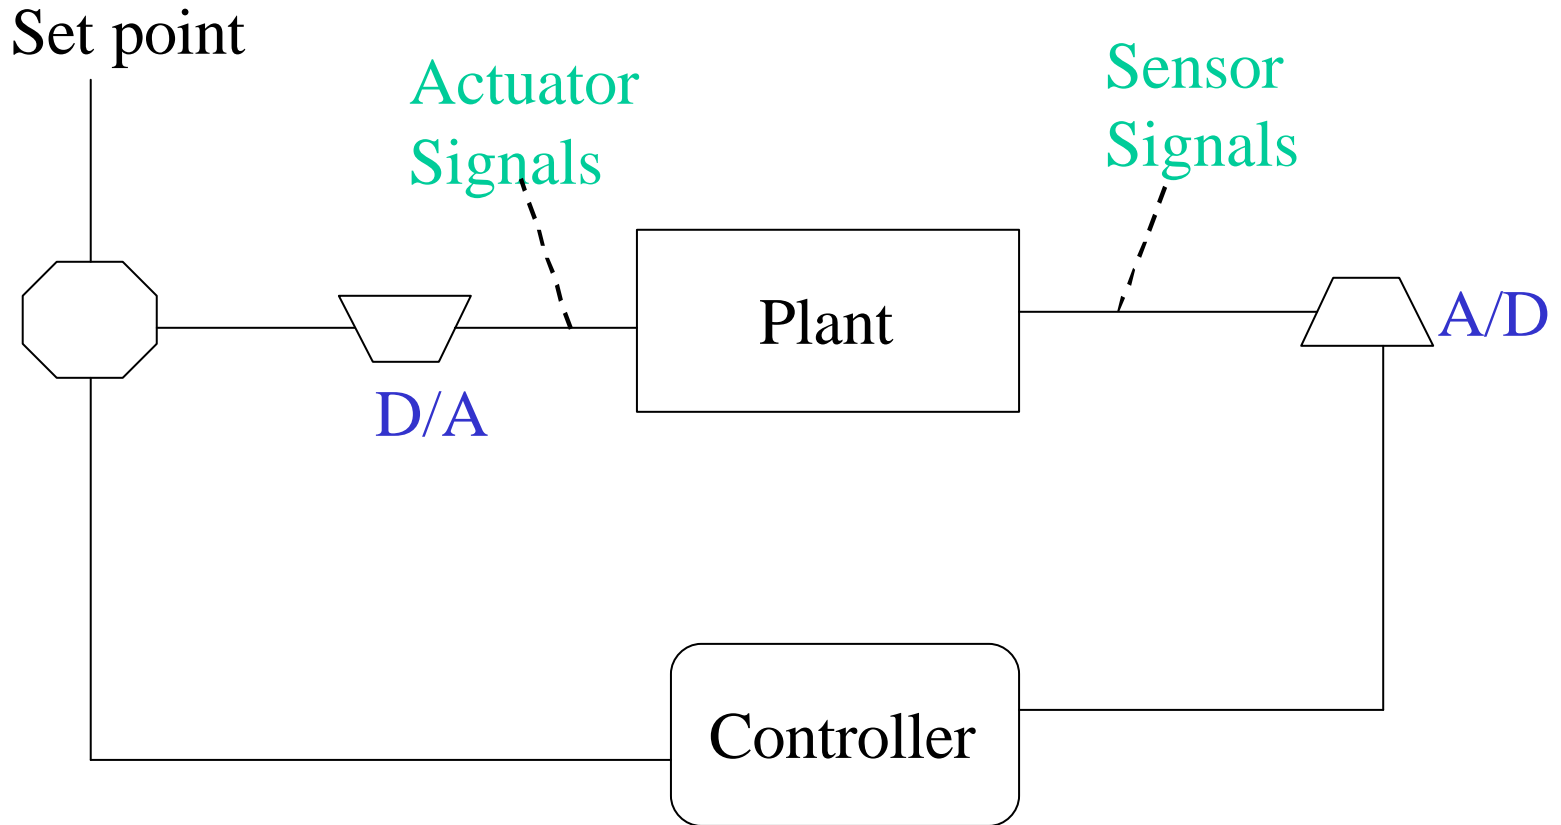 Set point
Actuator
Signals
Sensor
Signals
Plant
A/D
D/A
Controller